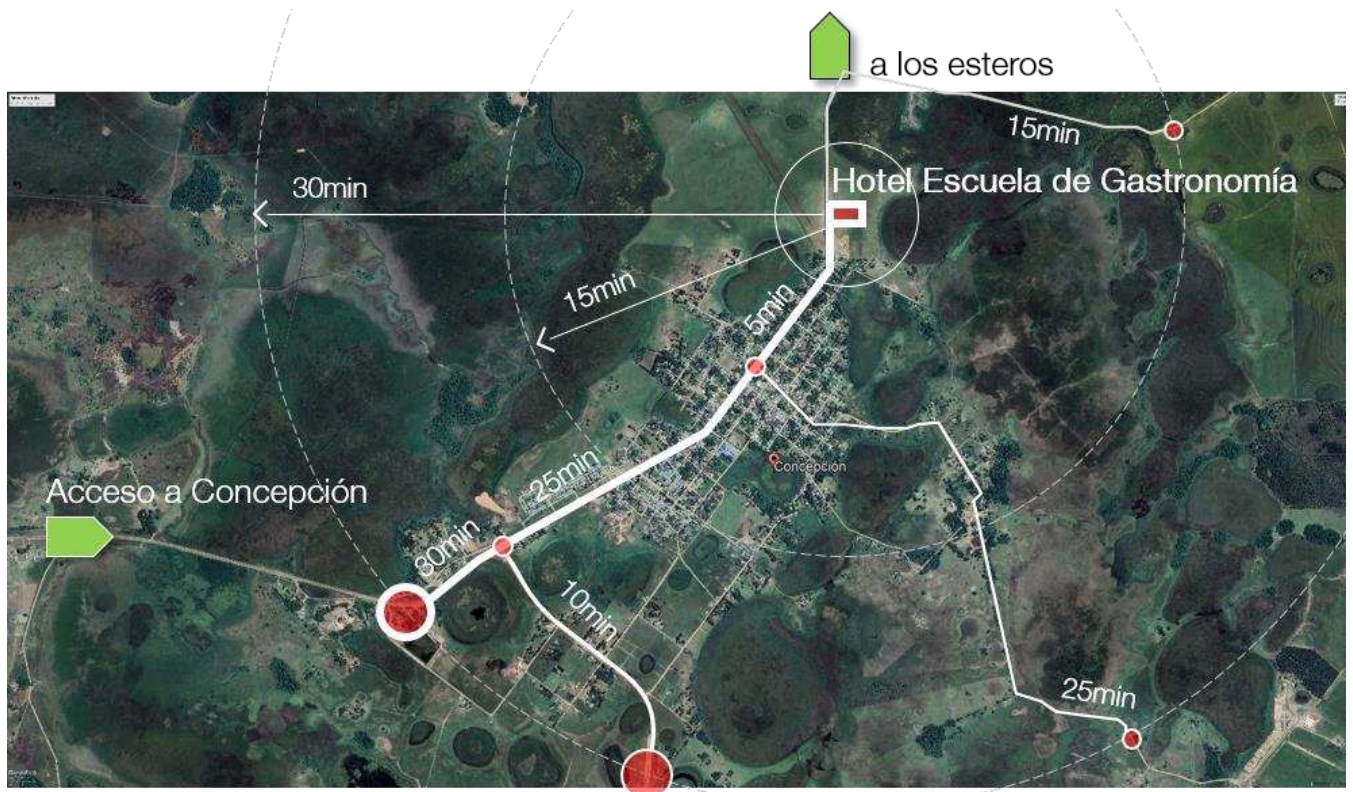 a los esteros
15min
Hotel Escuela de Gastronomía
30min
15min
5min
Concepción
25min
Acceso a Concepción
30min
10min
25min